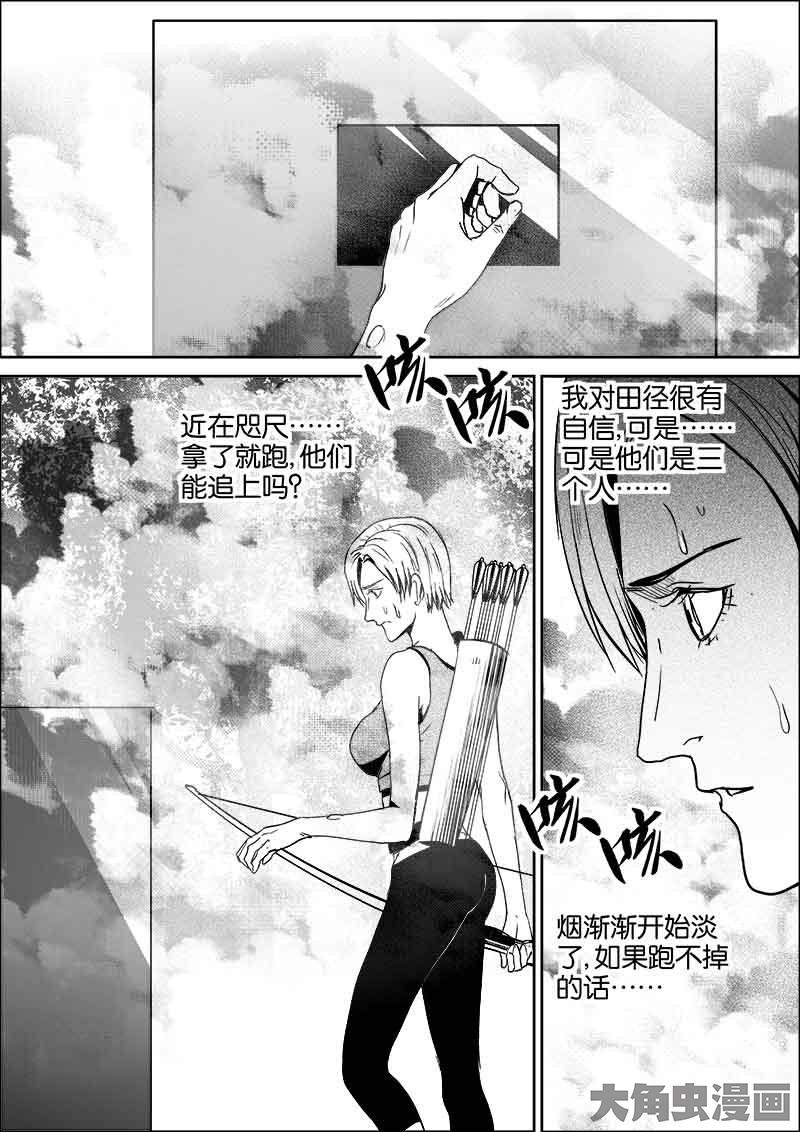 咳
咳
近在咫尺……
拿了就跑,他们
能追上吗?
我对田径很有
自信,可是……
可是他们是三
个人……
咳
咳
烟渐渐开始淡
了,如果跑不掉
的话……
大角虫漫画